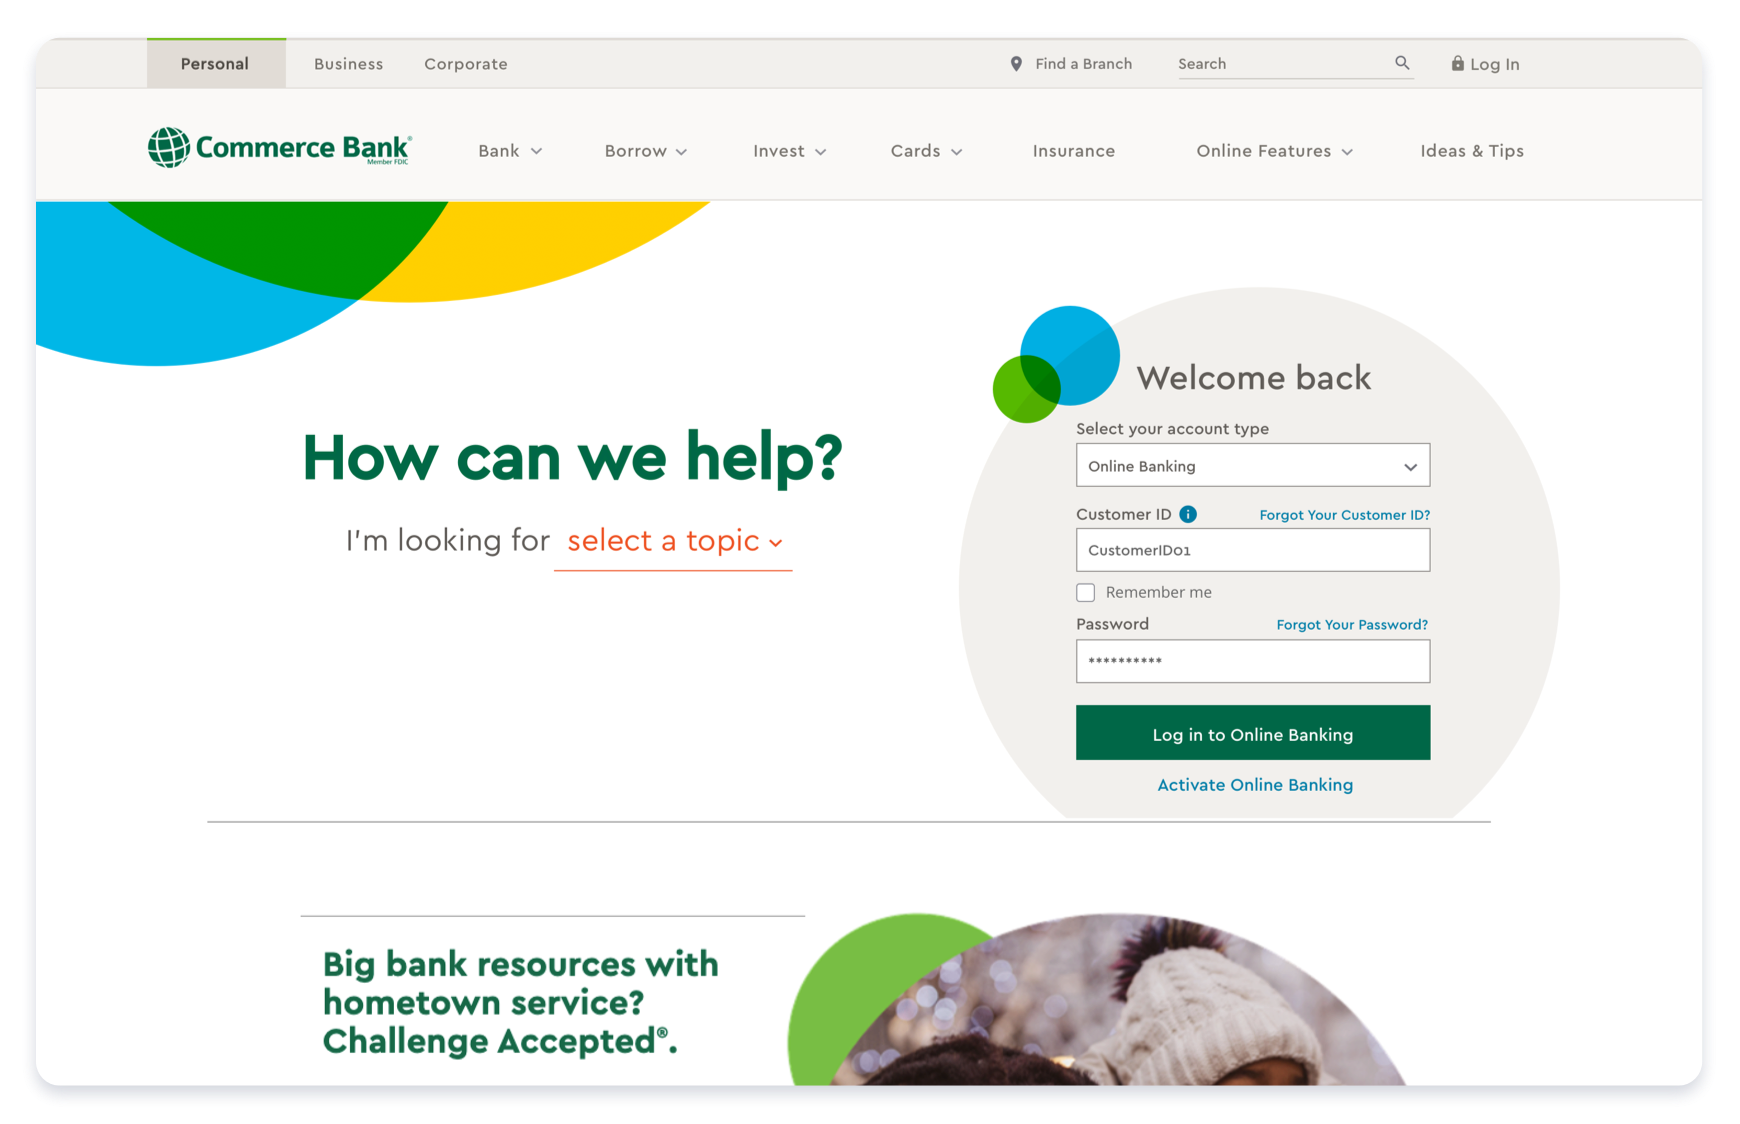 Personal
Business
Corporate
Find a Branch
Search
Log In
Commerce Bank®
Member FDIC
Bank
Borrow
Invest
Cards
Insurance
Online Features
Ideas & Tips
How can we help?
I'm looking for select a topic
Welcome back
Select your account type
Online Banking
Customer ID
Forgot Your Customer ID?
CustomerID01
Remember me
Password
Forgot Your Password?
**********
Log in to Online Banking
Activate Online Banking
Big bank resources with
hometown service?
Challenge Accepted®.